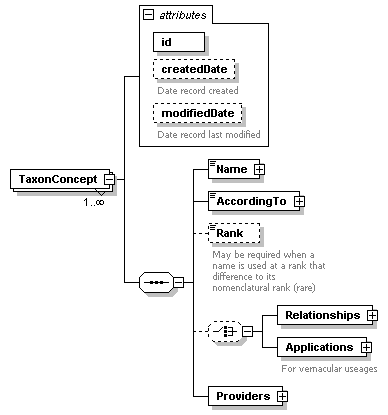 attributes
id
createdDate
Date record created
modifiedDate
Date record last modified
TaxonConcept
1..∞
Name
AccordingTo
Rank
May be required when a
name is used at a rank that
difference to its
nomenclatural rank (rare)
Relationships
Applications
For vernacular useages
Providers